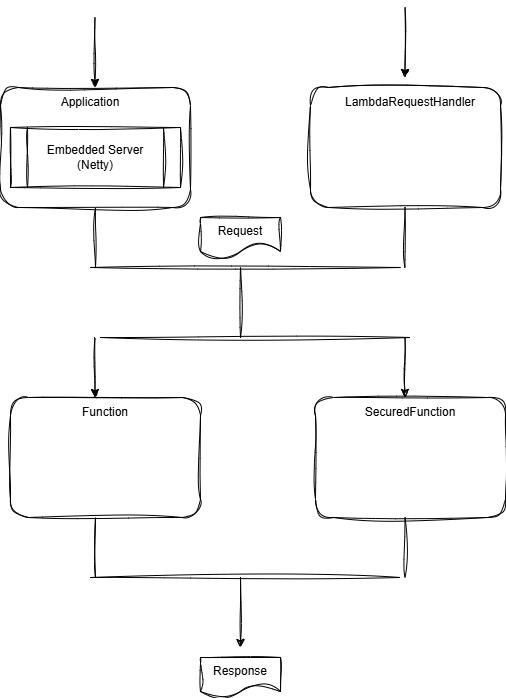 Application
LambdaRequestHandler
Embedded Server
(Netty)
Request
Function
SecuredFunction
Response